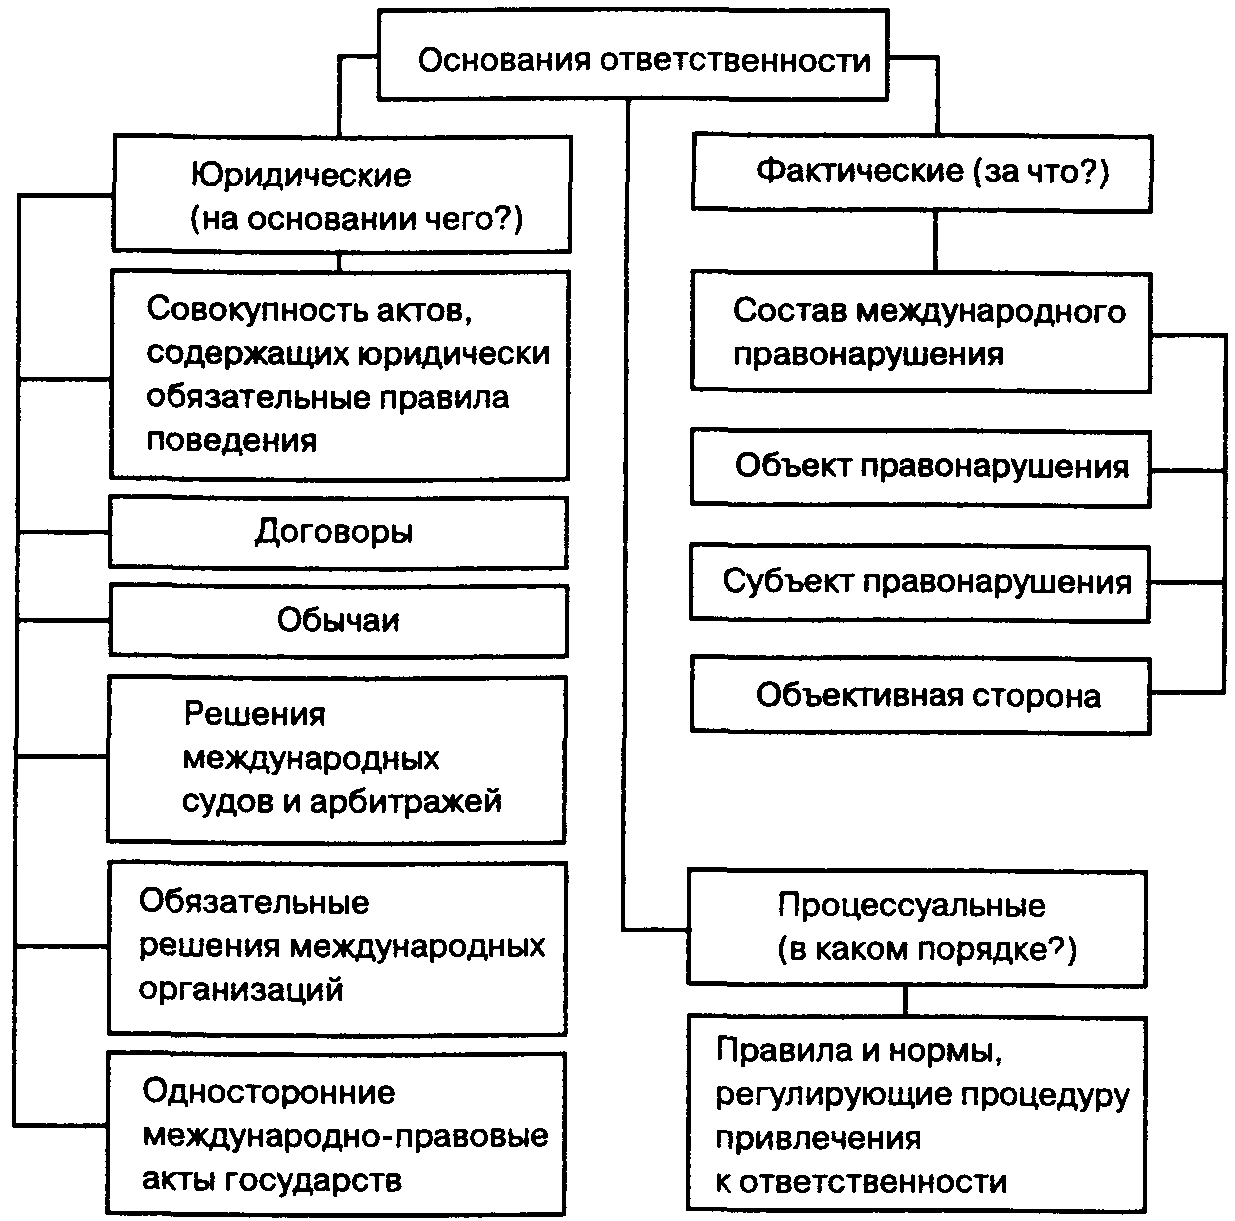 Основания ответственности
Юридические
(на основании чего?)
Совокупность актов,
содержащих юридически
обязательные правила
поведения
Договоры
Обычаи
Решения
международных
судов и арбитражей
Обязательные
решения международных
организаций
Односторонние
международно-правовые
акты государств
Фактические (за что?)
Состав международного
правонарушения
Объект правонарушения
Субъект правонарушения
Объективная сторона
Процессуальные
(в каком порядке?)
Правила и нормы,
регулирующие процедуру
привлечения
к ответственности